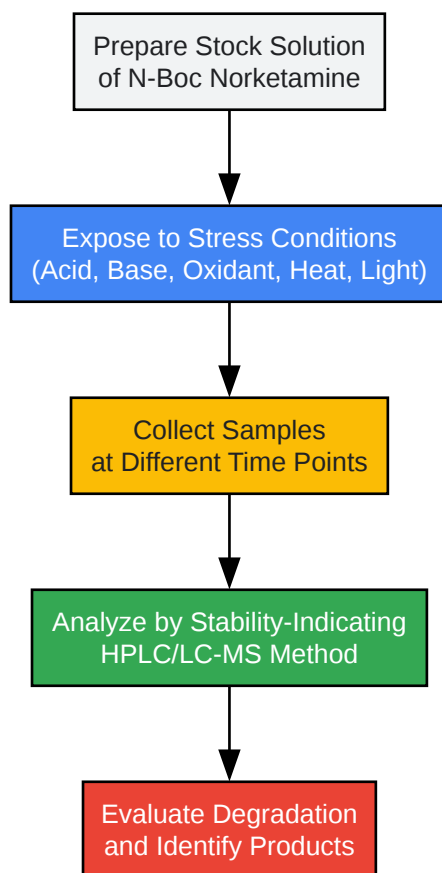 Prepare Stock Solution
of N-Boc Norketamine
Expose to Stress Conditions
(Acid, Base, Oxidant, Heat, Light)
Collect Samples
at Different Time Points
Analyze by Stability-Indicating
HPLC/LC-MS Method
Evaluate Degradation
and Identify Products